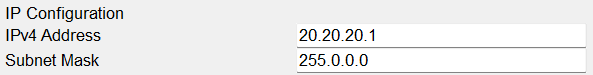 IP Configuration
IPv4 Address 20.20.20.1
Subnet Mask 255.0.0.0